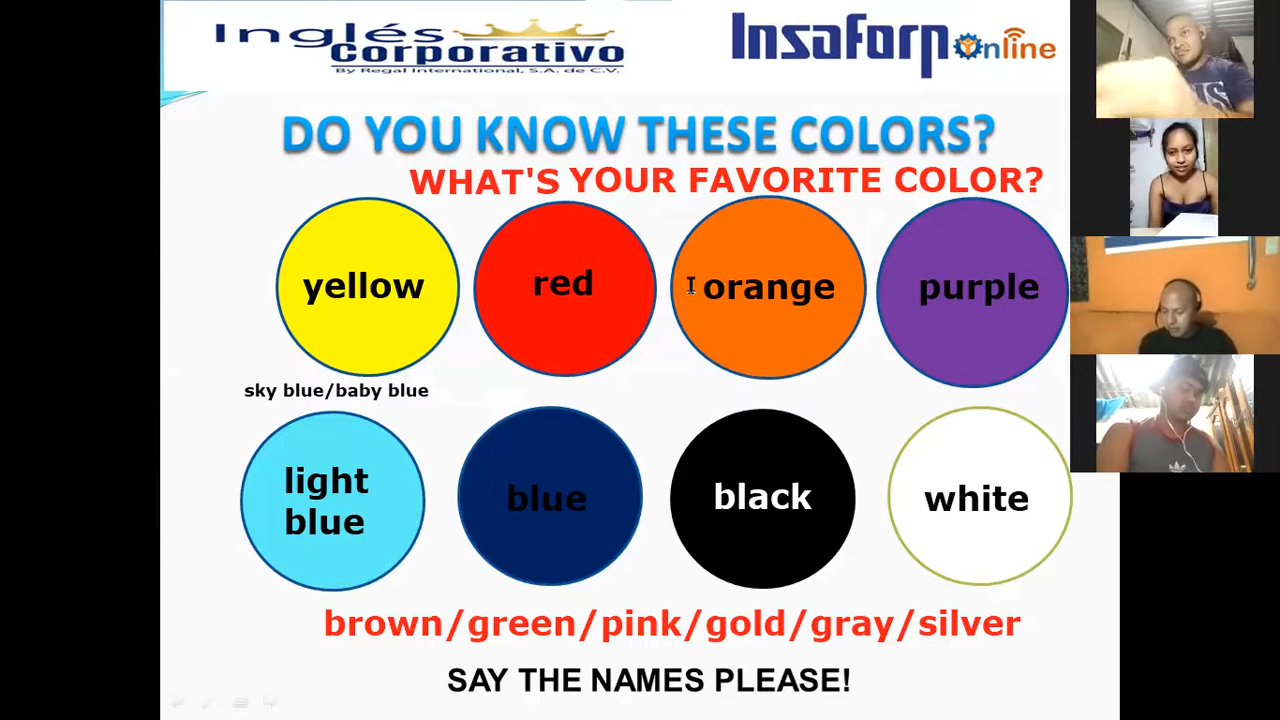 Inglés
Corporativo
By Regal International, S.A. de C.V.
Insaforp Online
DO YOU KNOW THESE COLORS?
WHAT'S YOUR FAVORITE COLOR?
yellow
red
orange
purple
sky blue/baby blue
light
blue
blue
black
white
brown/green/pink/gold/gray/silver
SAY THE NAMES PLEASE!